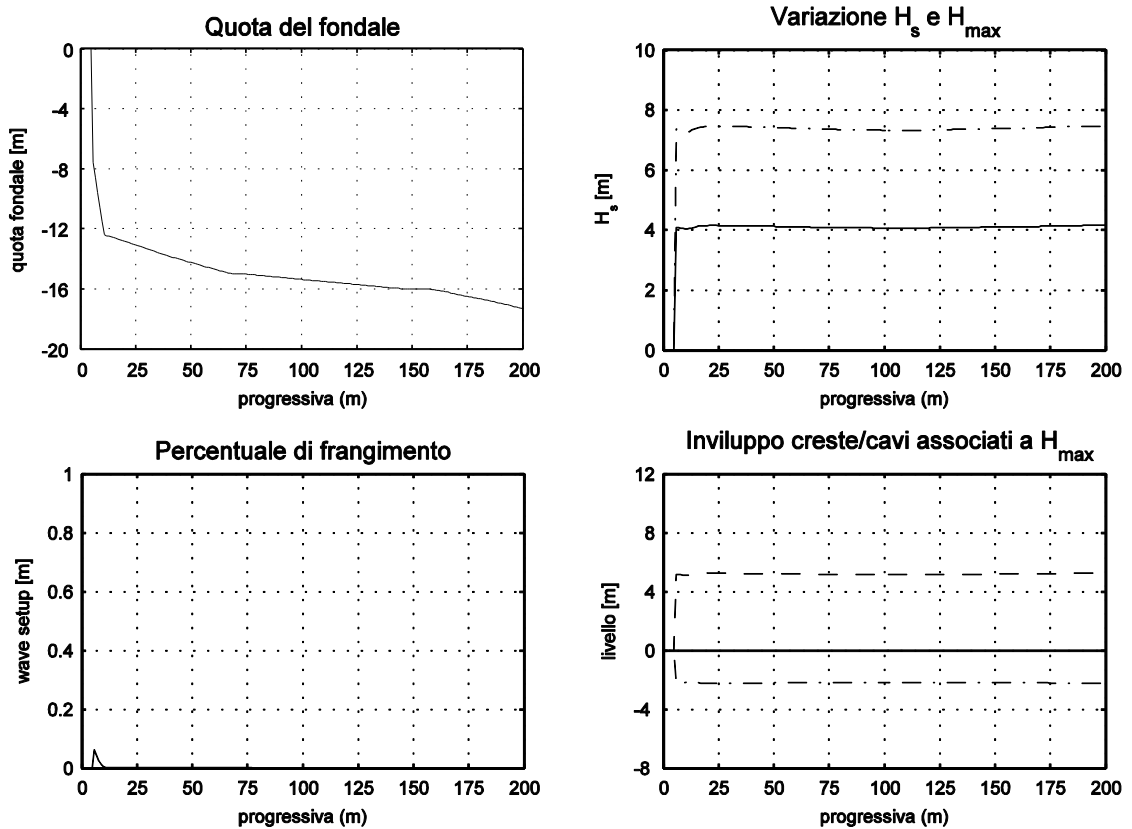 Quota del fondale
0
-4
-8
-12
-16
-20
quota fondale [m]
0 25 50 75 100 125 150 175 200
progressiva (m)
Variazione H_s e H_max
10
8
6
4
2
0
H_s [m]
0 25 50 75 100 125 150 175 200
progressiva (m)
Percentuale di frangimento
1
0.8
0.6
0.4
0.2
0
wave setup [m]
0 25 50 75 100 125 150 175 200
progressiva (m)
Inviluppo creste/cavi associati a H_max
12
8
4
0
-4
-8
livello [m]
0 25 50 75 100 125 150 175 200
progressiva (m)